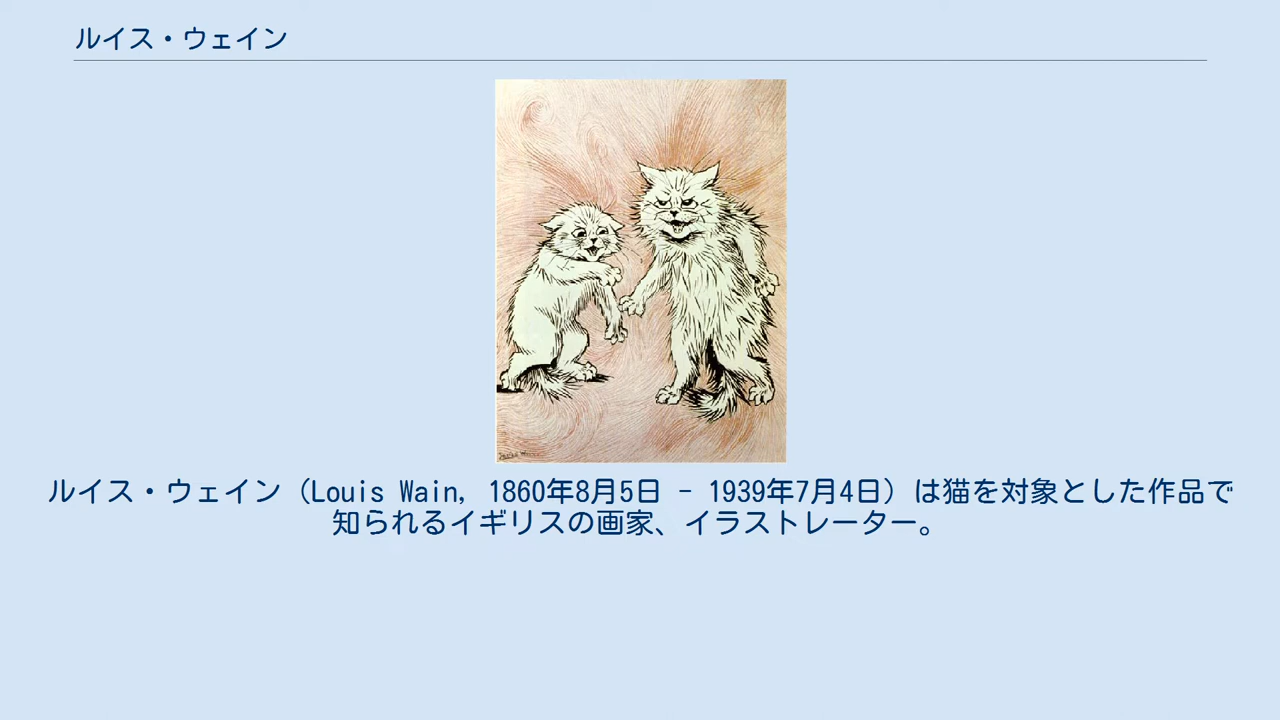 ルイス・ウェイン
ルイス・ウェイン（Louis Wain, 1860年8月5日 - 1939年7月4日）は猫を対象とした作品で
知られるイギリスの画家、イラストレーター。